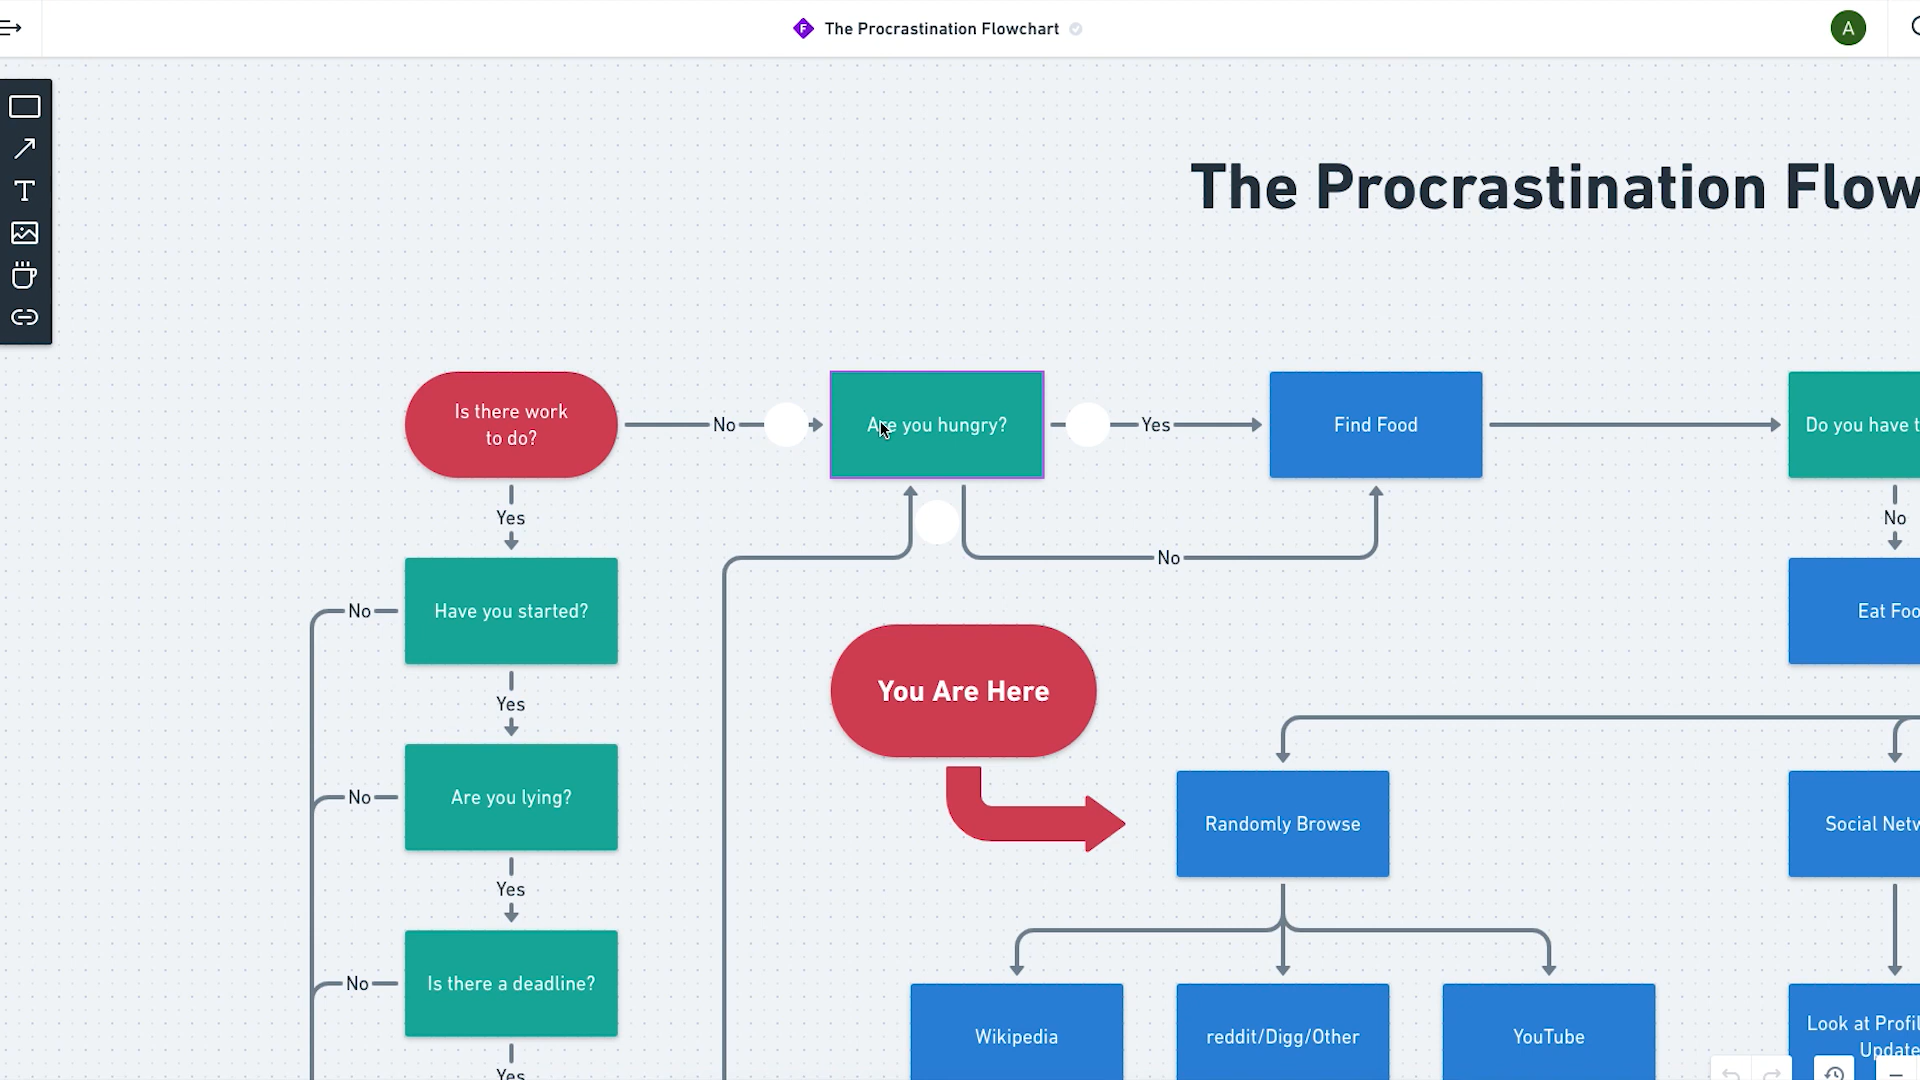 The Procrastination Flowchart
A
The Procrastination Flow
Is there work
to do?
No
Are you hungry?
Yes
Find Food
Do you have t
Yes
No
No
Have you started?
No
Eat Foo
Yes
You Are Here
No
Are you lying?
Randomly Browse
Social Netw
Yes
No
Is there a deadline?
Wikipedia
reddit/Digg/Other
YouTube
Look at Profil
Update
Yes